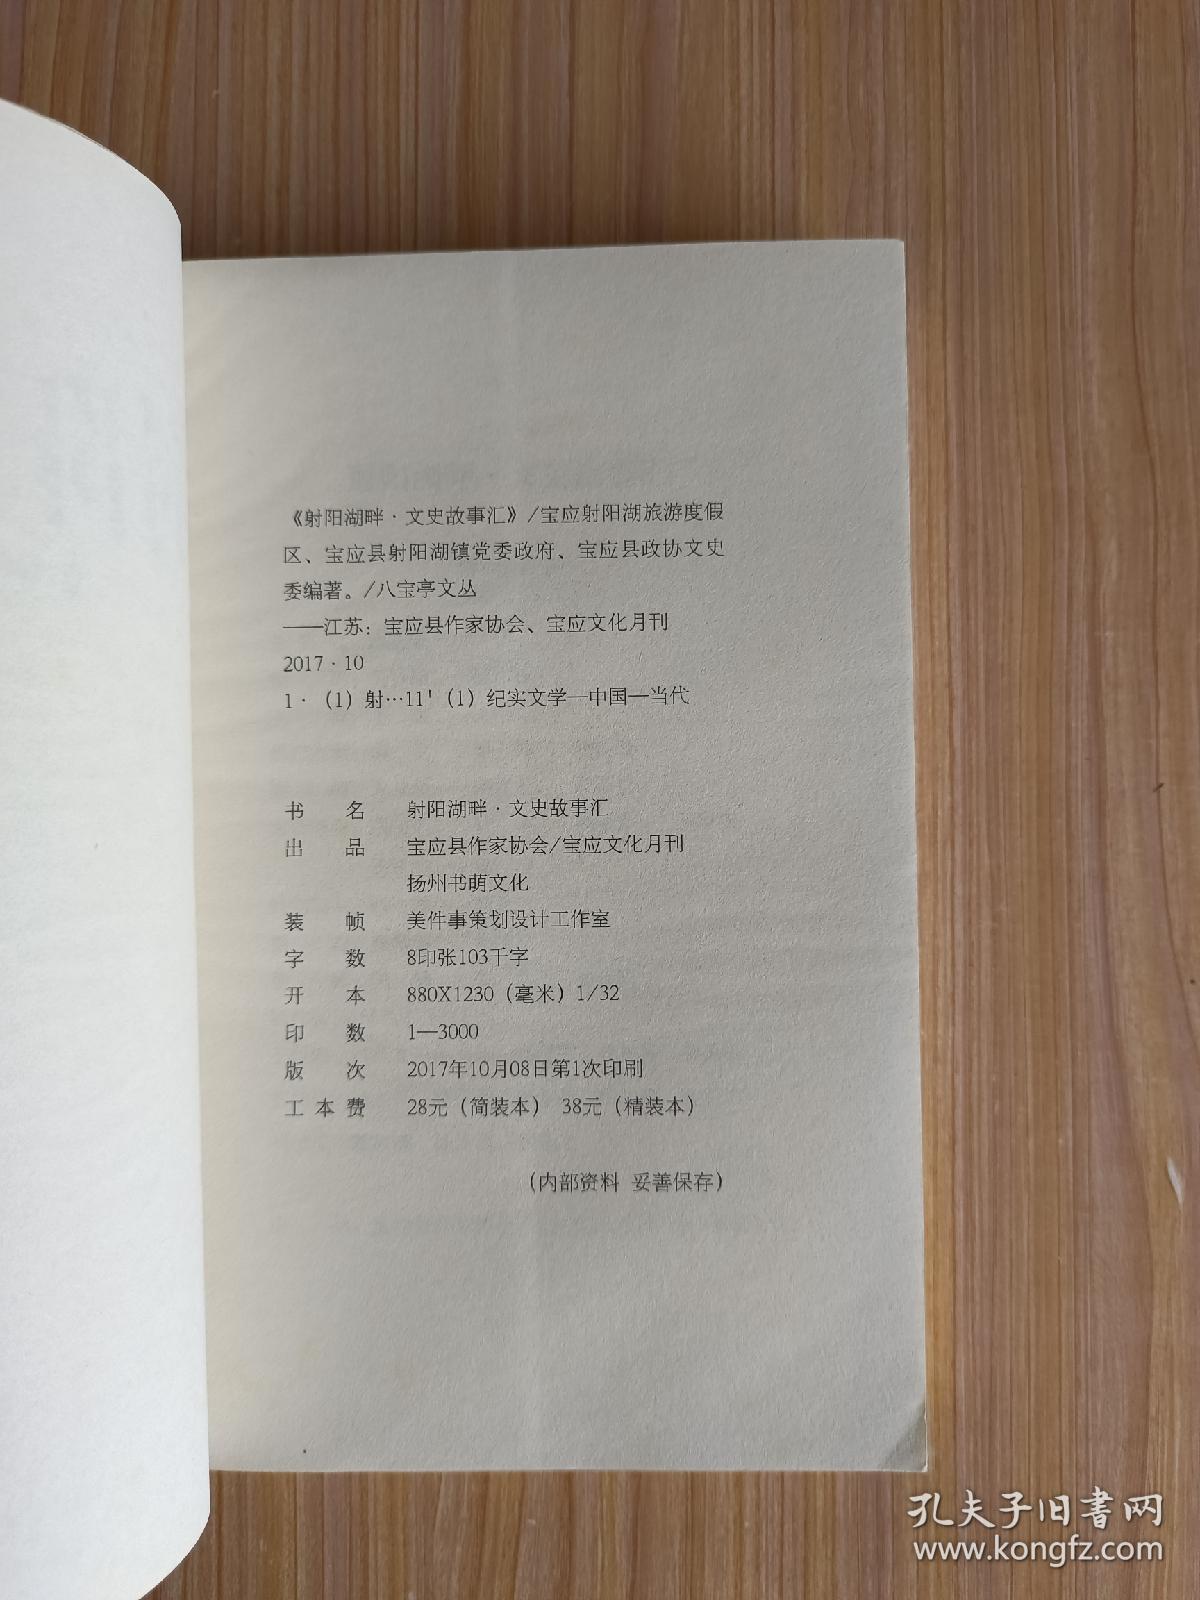 《射阳湖畔·文史故事汇》/宝应射阳湖旅游度假
区、宝应县射阳湖镇党委政府、宝应县政协文史
委编著。/八宝亭文丛
——江苏：宝应县作家协会、宝应文化月刊
2017·10
1·（1）射…11'（1）纪实文学—中国—当代
书 名 射阳湖畔·文史故事汇
出 品 宝应县作家协会/宝应文化月刊
扬州书萌文化
装 帧 美件事策划设计工作室
字 数 8印张103千字
开 本 880X1230（毫米）1/32
印 数 1—3000
版 次 2017年10月08日第1次印刷
工本费 28元（简装本） 38元（精装本）
（内部资料 妥善保存）
孔夫子旧书网
www.kongfz.com